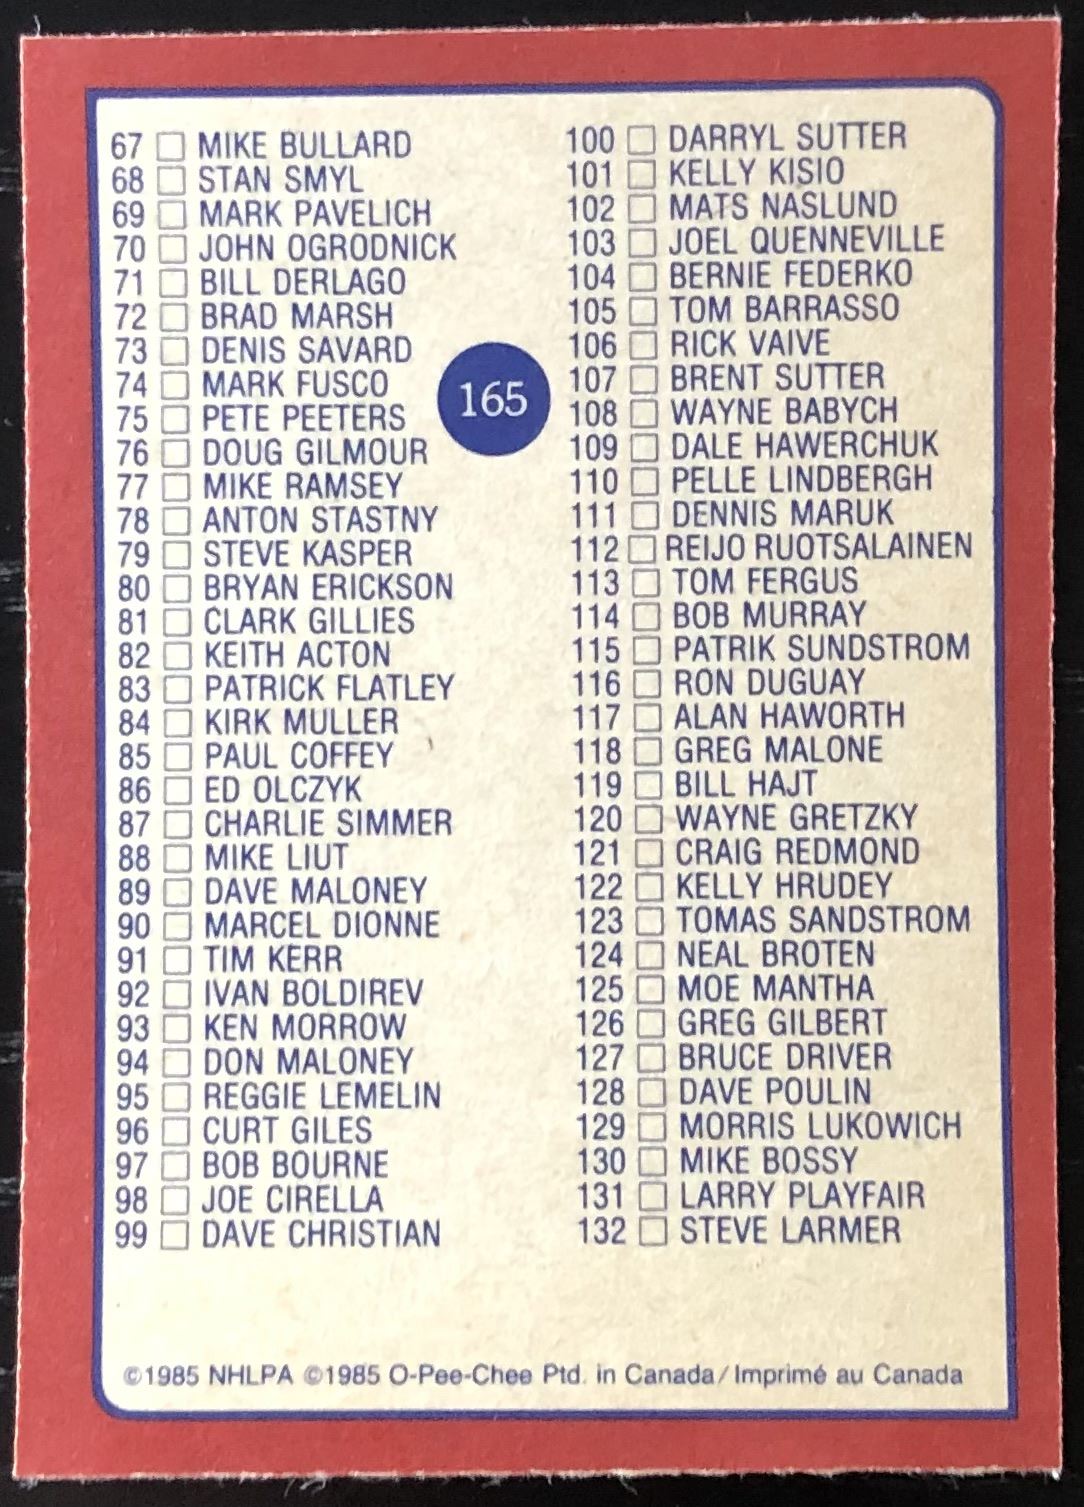 67 MIKE BULLARD
68 STAN SMYL
69 MARK PAVELICH
70 JOHN OGRODNICK
71 BILL DERLAGO
72 BRAD MARSH
73 DENIS SAVARD
74 MARK FUSCO
75 PETE PEETERS
76 DOUG GILMOUR
77 MIKE RAMSEY
78 ANTON STASTNY
79 STEVE KASPER
80 BRYAN ERICKSON
81 CLARK GILLIES
82 KEITH ACTON
83 PATRICK FLATLEY
84 KIRK MULLER
85 PAUL COFFEY
86 ED OLCZYK
87 CHARLIE SIMMER
88 MIKE LIUT
89 DAVE MALONEY
90 MARCEL DIONNE
91 TIM KERR
92 IVAN BOLDIREV
93 KEN MORROW
94 DON MALONEY
95 REGGIE LEMELIN
96 CURT GILES
97 BOB BOURNE
98 JOE CIRELLA
99 DAVE CHRISTIAN
165
100 DARRYL SUTTER
101 KELLY KISIO
102 MATS NASLUND
103 JOEL QUENNEVILLE
104 BERNIE FEDERKO
105 TOM BARRASSO
106 RICK VAIVE
107 BRENT SUTTER
108 WAYNE BABYCH
109 DALE HAWERCHUK
110 PELLE LINDBERGH
111 DENNIS MARUK
112 REIJO RUOTSALAINEN
113 TOM FERGUS
114 BOB MURRAY
115 PATRIK SUNDSTROM
116 RON DUGUAY
117 ALAN HAWORTH
118 GREG MALONE
119 BILL HAJT
120 WAYNE GRETZKY
121 CRAIG REDMOND
122 KELLY HRUDEY
123 TOMAS SANDSTROM
124 NEAL BROTEN
125 MOE MANTHA
126 GREG GILBERT
127 BRUCE DRIVER
128 DAVE POULIN
129 MORRIS LUKOWICH
130 MIKE BOSSY
131 LARRY PLAYFAIR
132 STEVE LARMER
©1985 NHLPA ©1985 O-Pee-Chee Ptd. in Canada/Imprimé au Canada